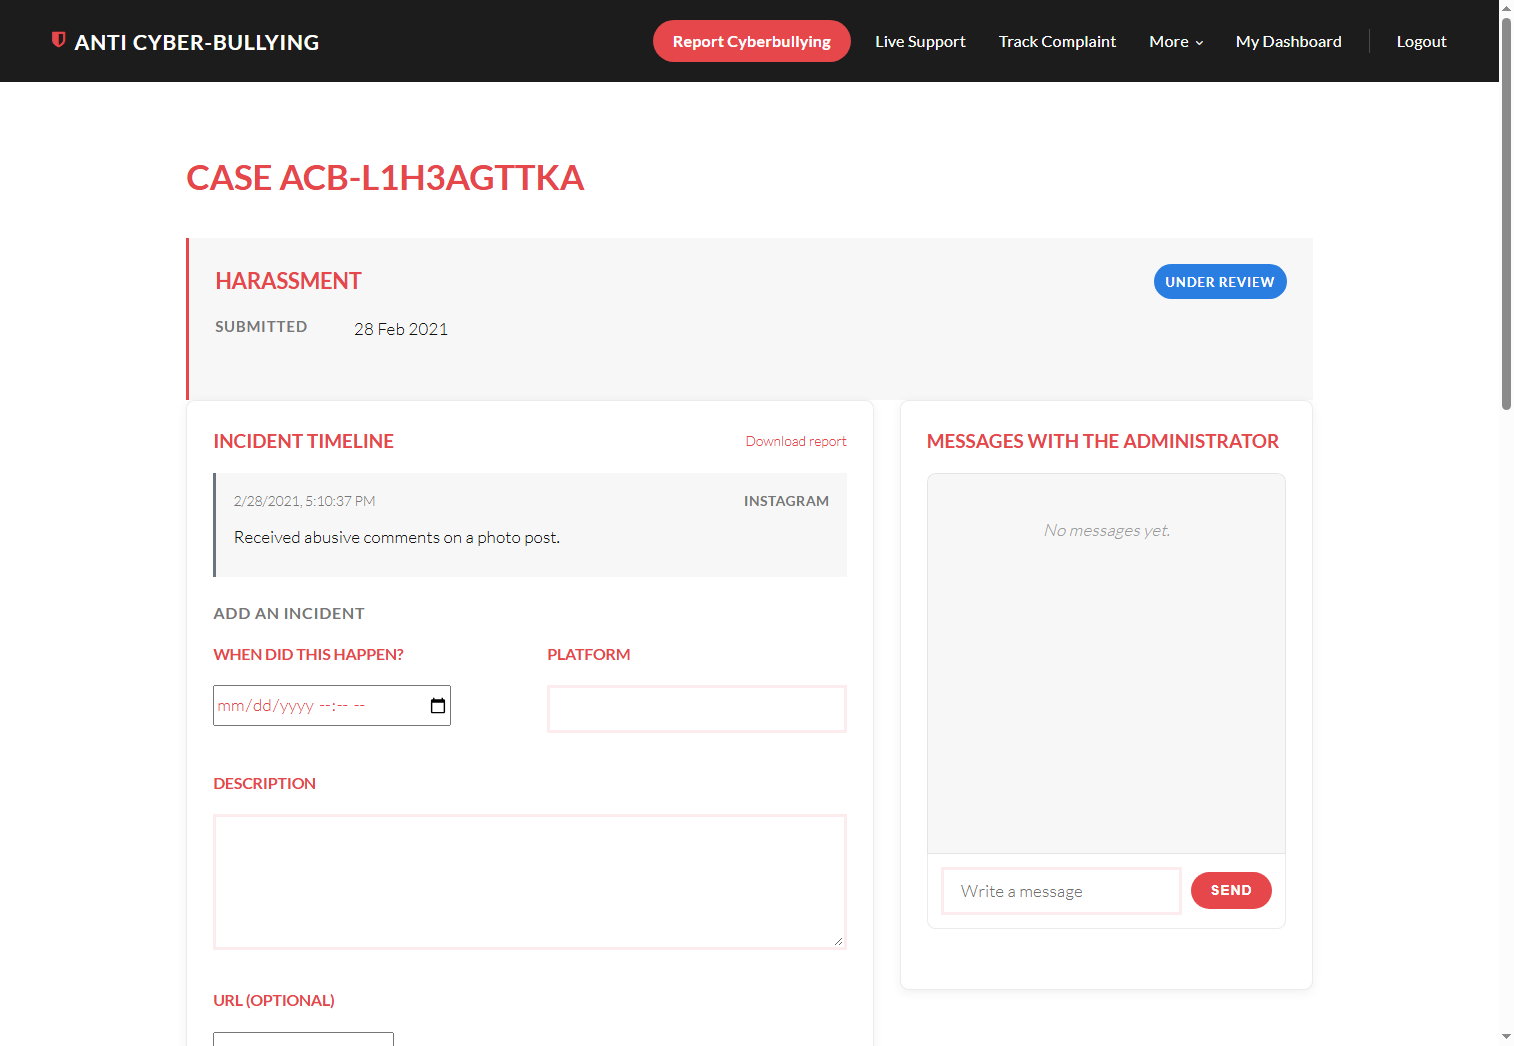 ANTI CYBER-BULLYING
Report Cyberbullying
Live Support
Track Complaint
More
My Dashboard
Logout
CASE ACB-L1H3AGTTKA
HARASSMENT
UNDER REVIEW
SUBMITTED
28 Feb 2021
INCIDENT TIMELINE
Download report
2/28/2021, 5:10:37 PM
INSTAGRAM
Received abusive comments on a photo post.
ADD AN INCIDENT
WHEN DID THIS HAPPEN?
PLATFORM
mm/dd/yyyy --:-- --
DESCRIPTION
URL (OPTIONAL)
MESSAGES WITH THE ADMINISTRATOR
No messages yet.
Write a message
SEND